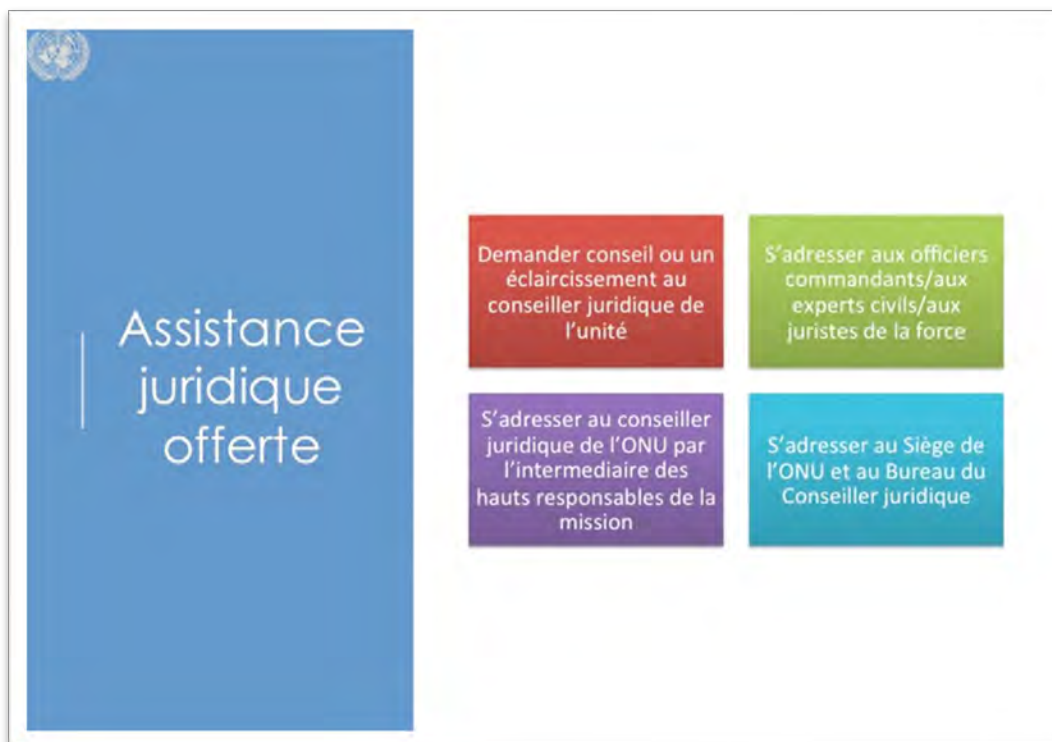 Assistance
juridique
offerte
Demander conseil ou un
éclaircissement au
conseiller juridique de
l'unité
S'adresser aux officiers
commandants/aux
experts civils/aux
juristes de la force
S'adresser au conseiller
juridique de l'ONU par
l'intermediaire des
hauts responsables de la
mission
S'adresser au Siège de
l'ONU et au Bureau du
Conseiller juridique